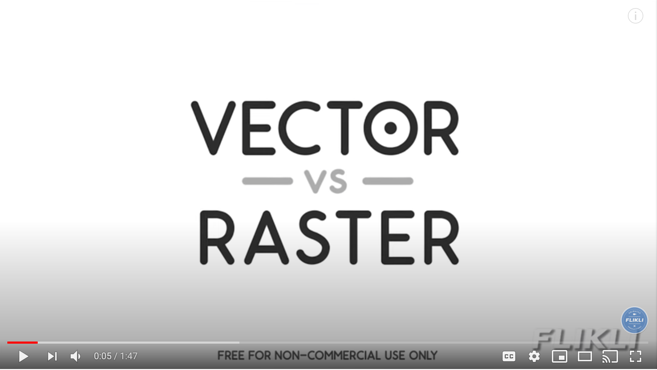 VECTOR
VS
RASTER
FLIKLI
FLIKLI
0:05 / 1:47
FREE FOR NON-COMMERCIAL USE ONLY
CC